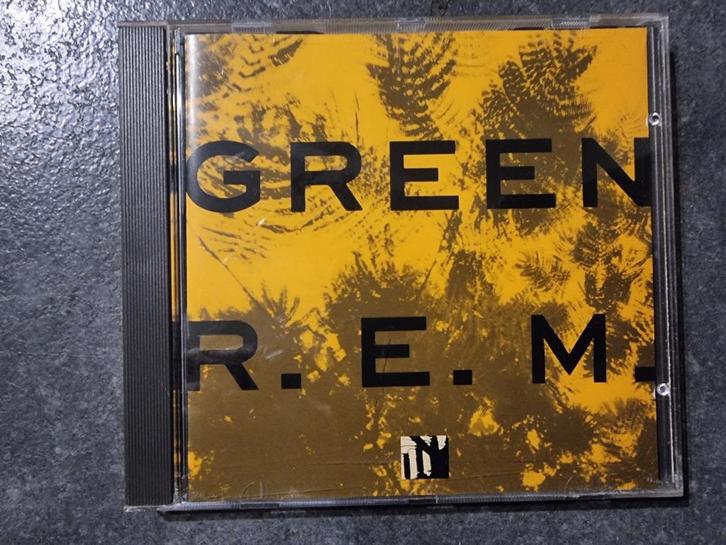 GREEN
R. E. M.